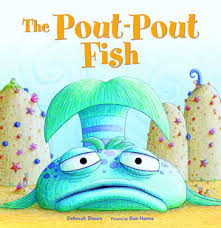 The Pout-Pout
Fish
Deborah Diesen Pictures by Dan Hanna